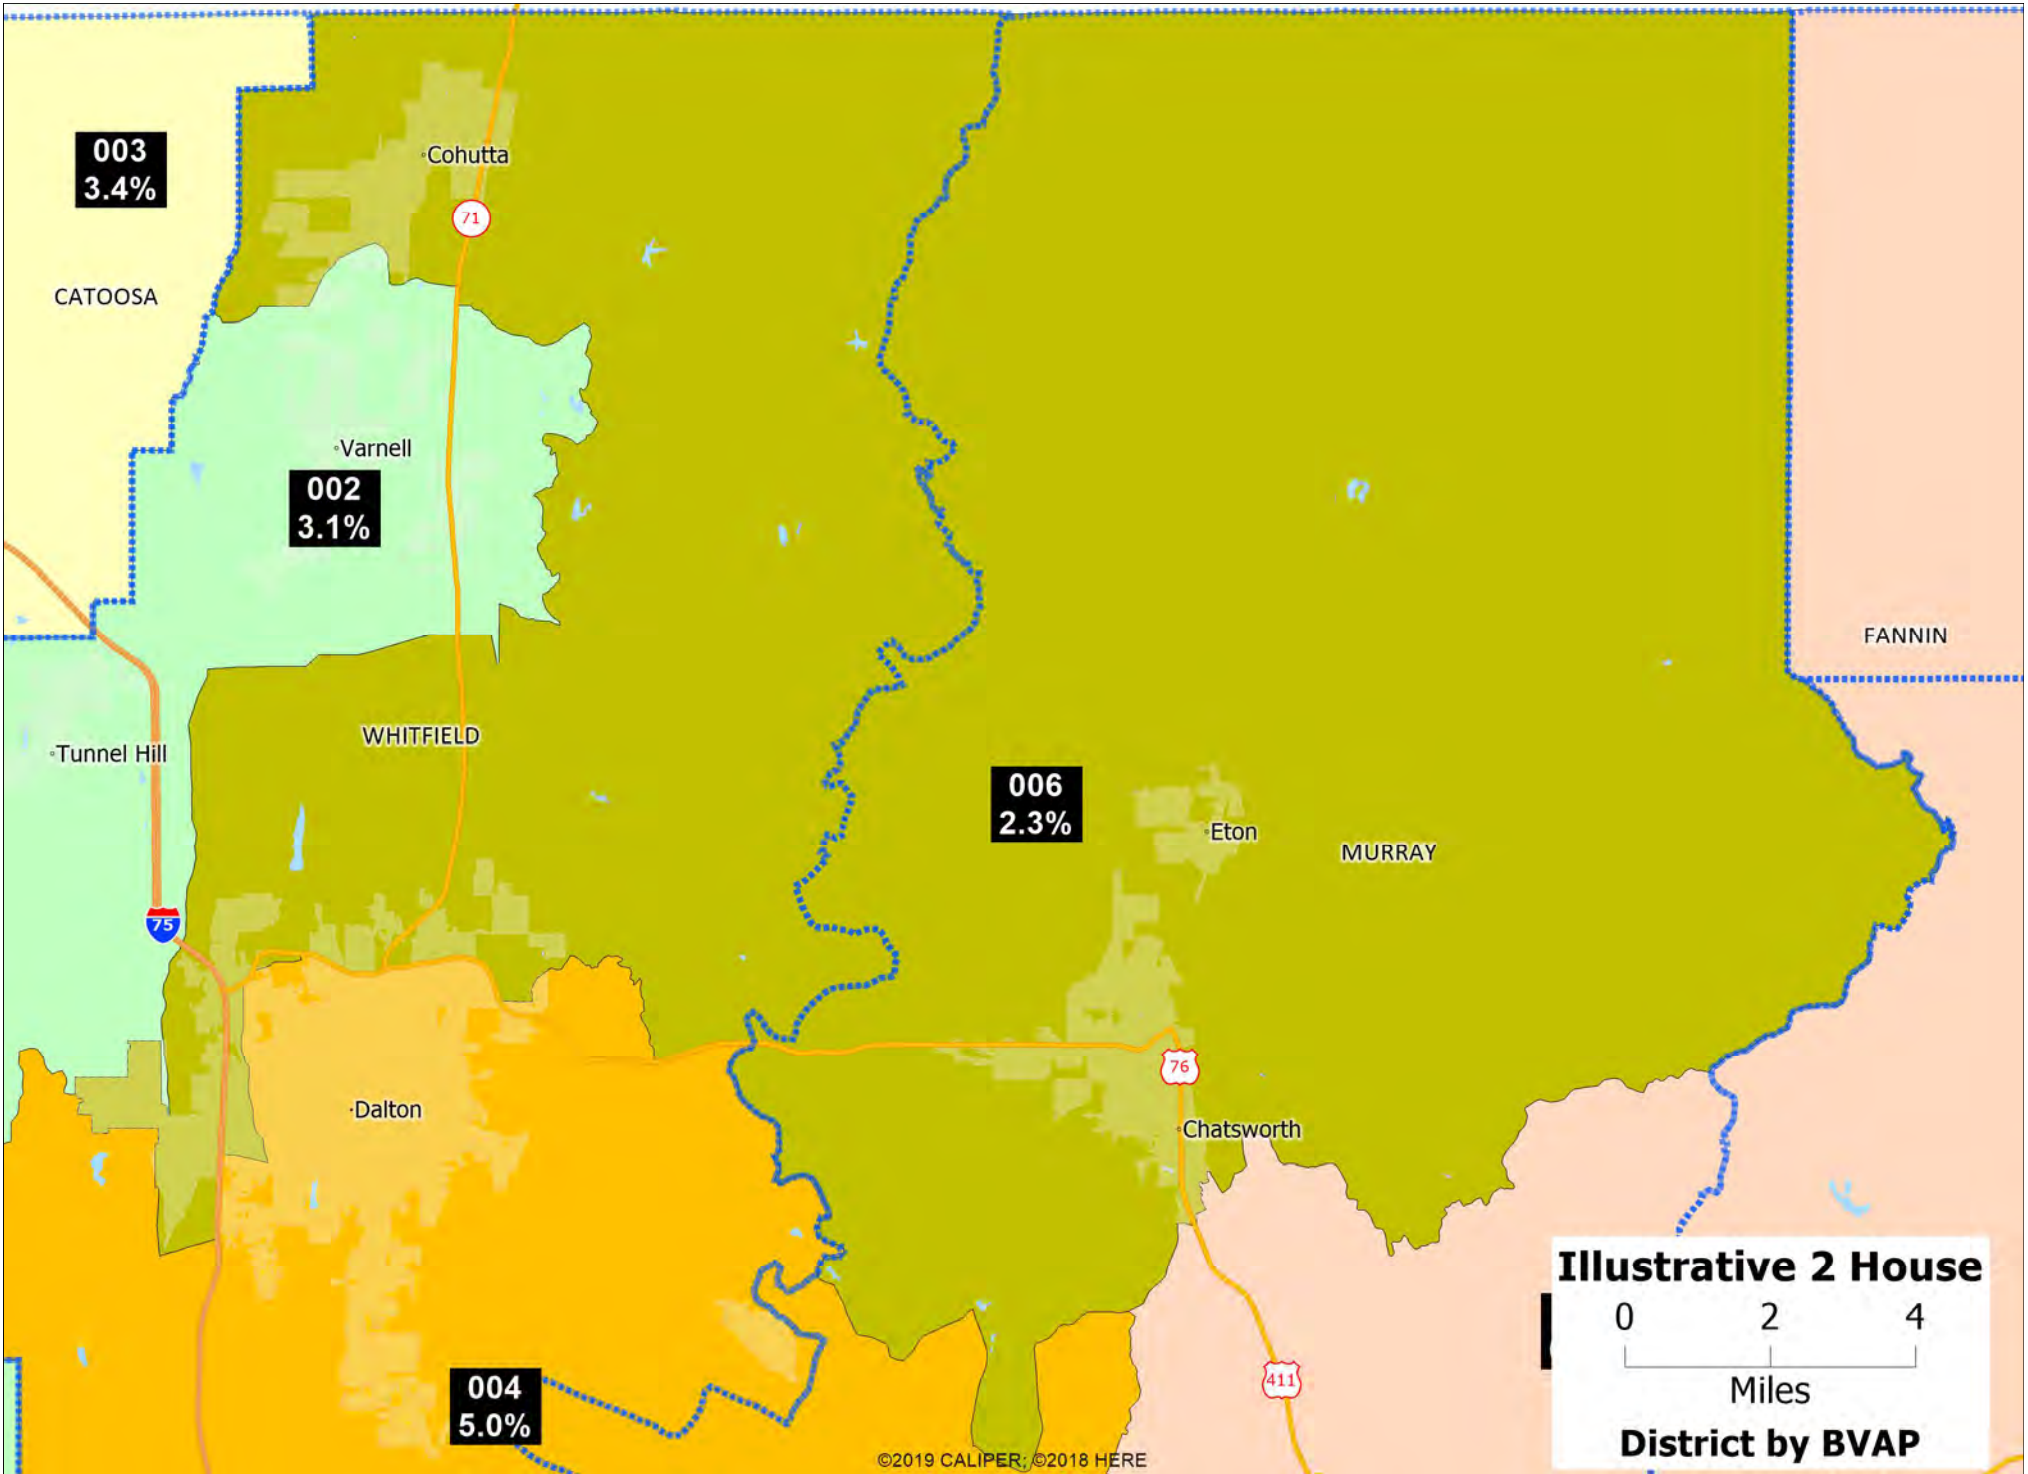 003
3.4%
Cohutta
71
CATOOSA
Varnell
002
3.1%
FANNIN
WHITFIELD
Tunnel Hill
006
2.3%
Eton
MURRAY
75
76
Dalton
Chatsworth
Illustrative 2 House
0 2 4
Miles
District by BVAP
411
004
5.0%
©2019 CALIPER; ©2018 HERE